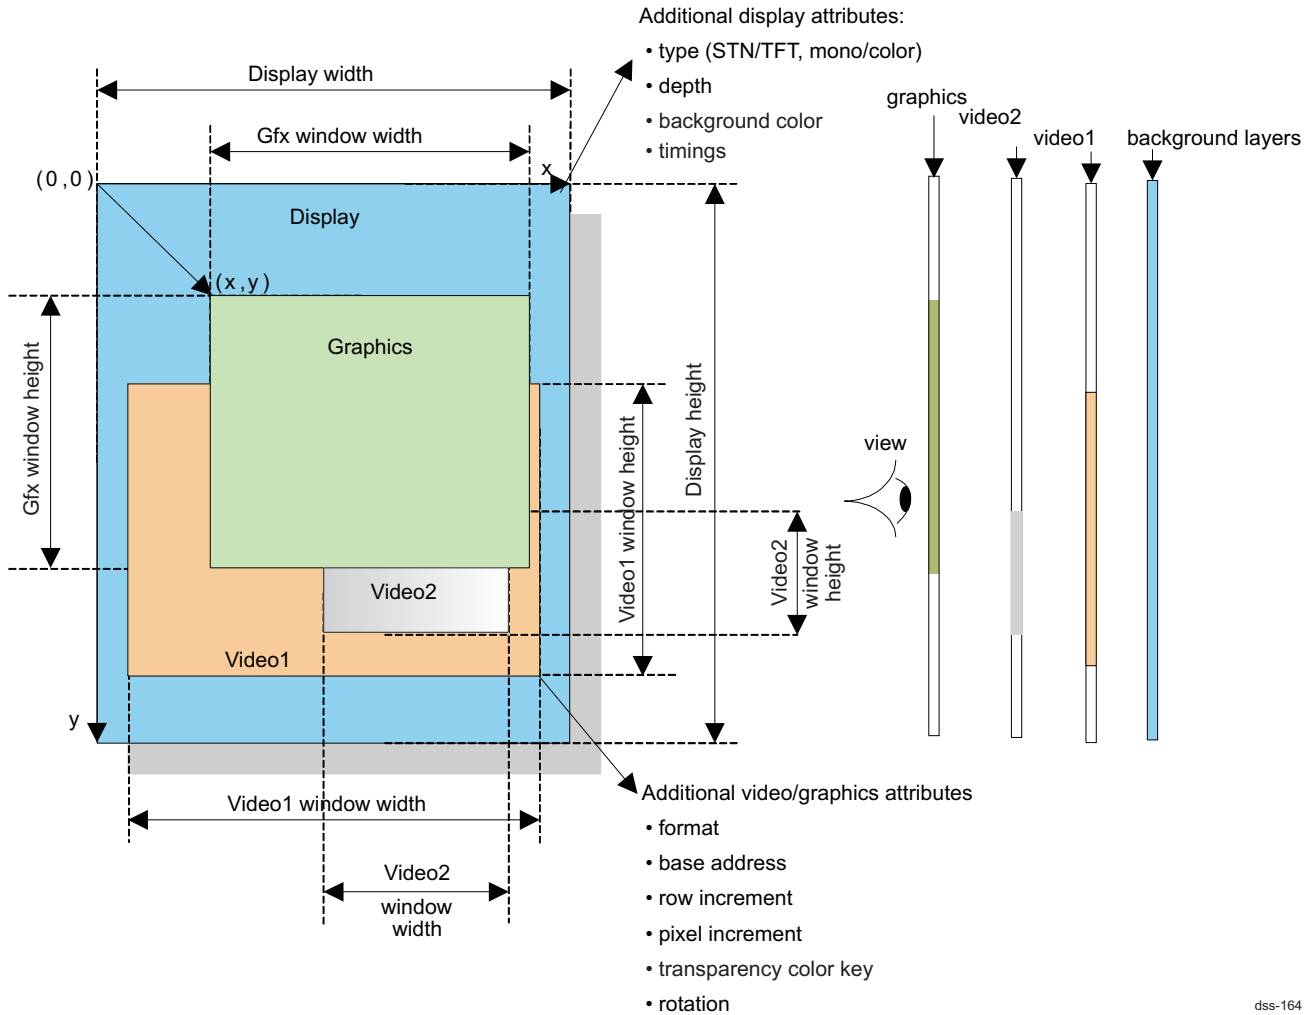 Additional display attributes:
• type (STN/TFT, mono/color)
• depth
• background color
• timings
Display width
Gfx window width
(0,0)
x
Display
(x,y)
Graphics
Gfx window height
Video1 window height
Display height
Video2
window
height
Video2
Video1
y
graphics
video2
video1
background layers
view
Video1 window width
Video2
window
width
Additional video/graphics attributes
• format
• base address
• row increment
• pixel increment
• transparency color key
• rotation
dss-164